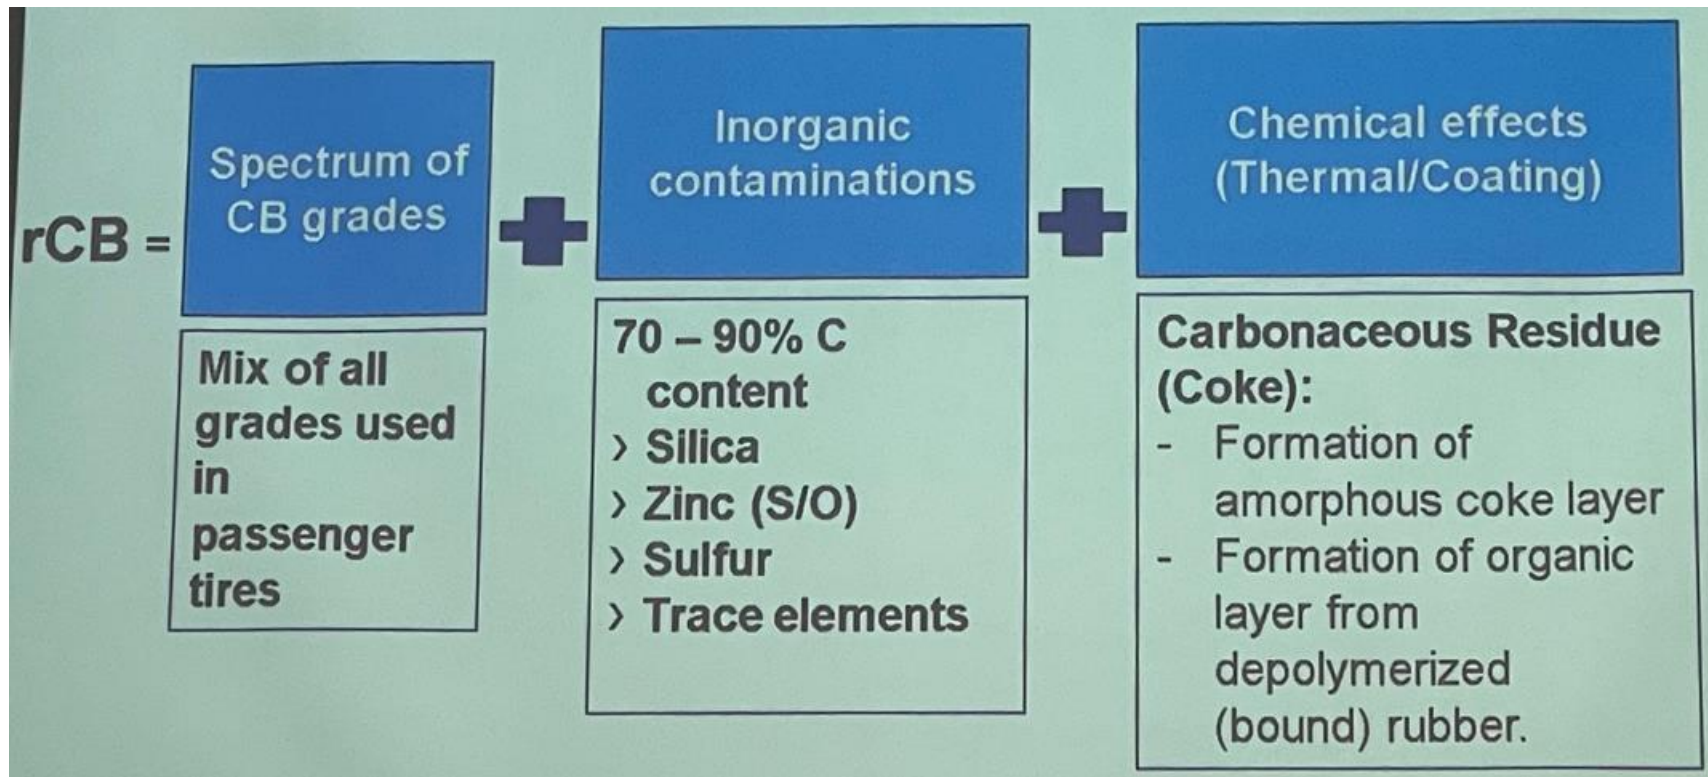 rCB =
Spectrum of
CB grades
Mix of all
grades used
in
passenger
tires
Inorganic
contaminations
70 – 90% C
content
› Silica
› Zinc (S/O)
› Sulfur
› Trace elements
Chemical effects
(Thermal/Coating)
Carbonaceous Residue
(Coke):
- Formation of
amorphous coke layer
- Formation of organic
layer from
depolymerized
(bound) rubber.